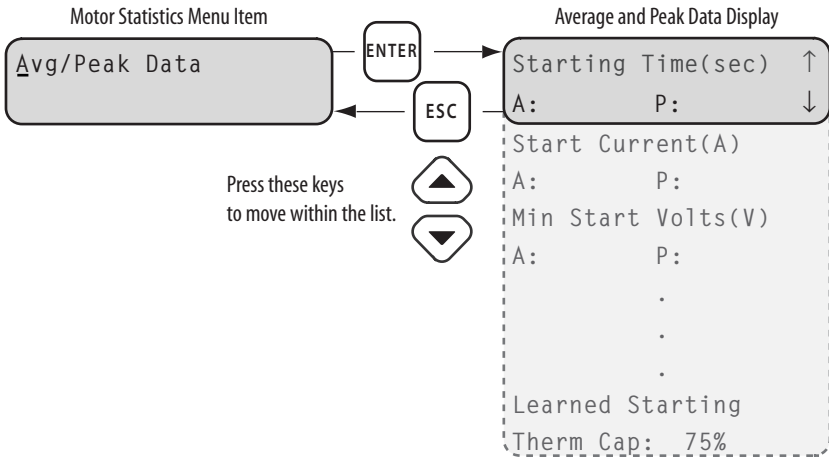 Motor Statistics Menu Item
Avg/Peak Data
ENTER
ESC
Press these keys
to move within the list.
Average and Peak Data Display
Starting Time(sec) ↑
A: P: ↓
Start Current(A)
A: P:
Min Start Volts(V)
A: P:
.
.
.
Learned Starting
Therm Cap: 75%